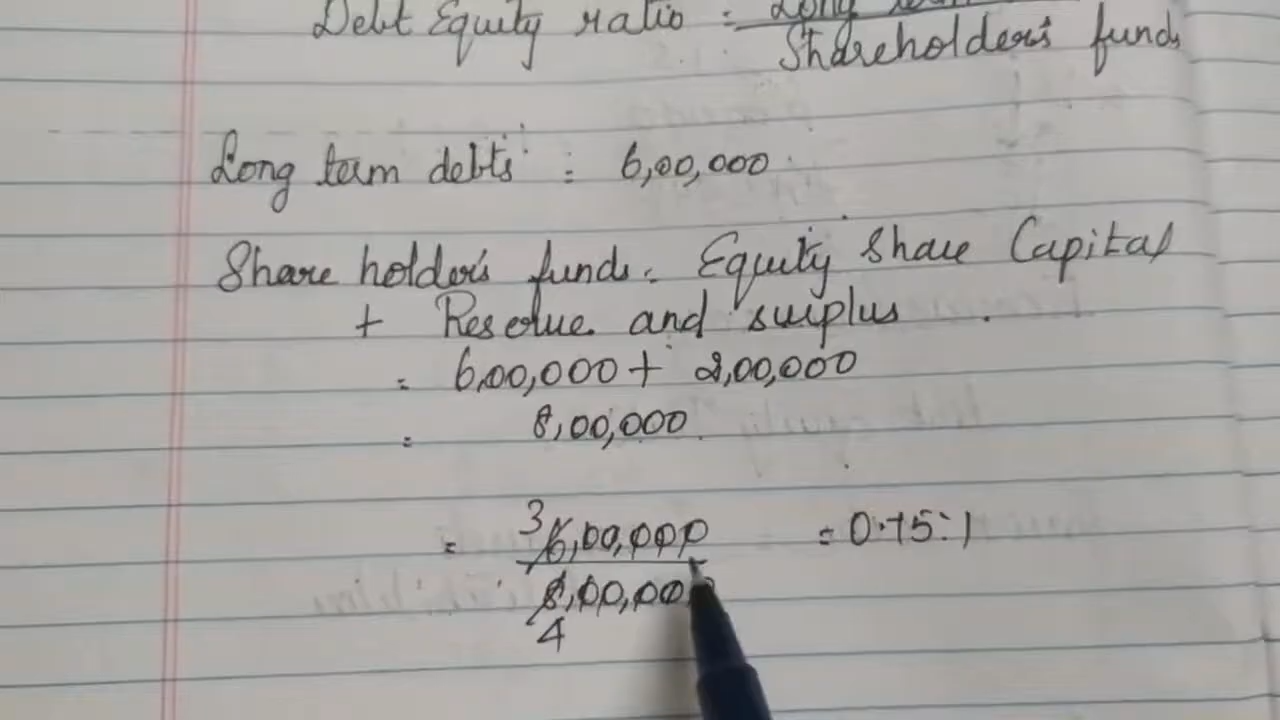 Debt Equity ratio = Long
Shareholder's funds
Long term debts : 6,00,000
Share holder's funds : Equity Share Capital
+ Reserve and surplus
= 6,00,000 + 2,00,000
= 8,00,000
3
= 6,00,000 = 0.75:1
8,00,00
4